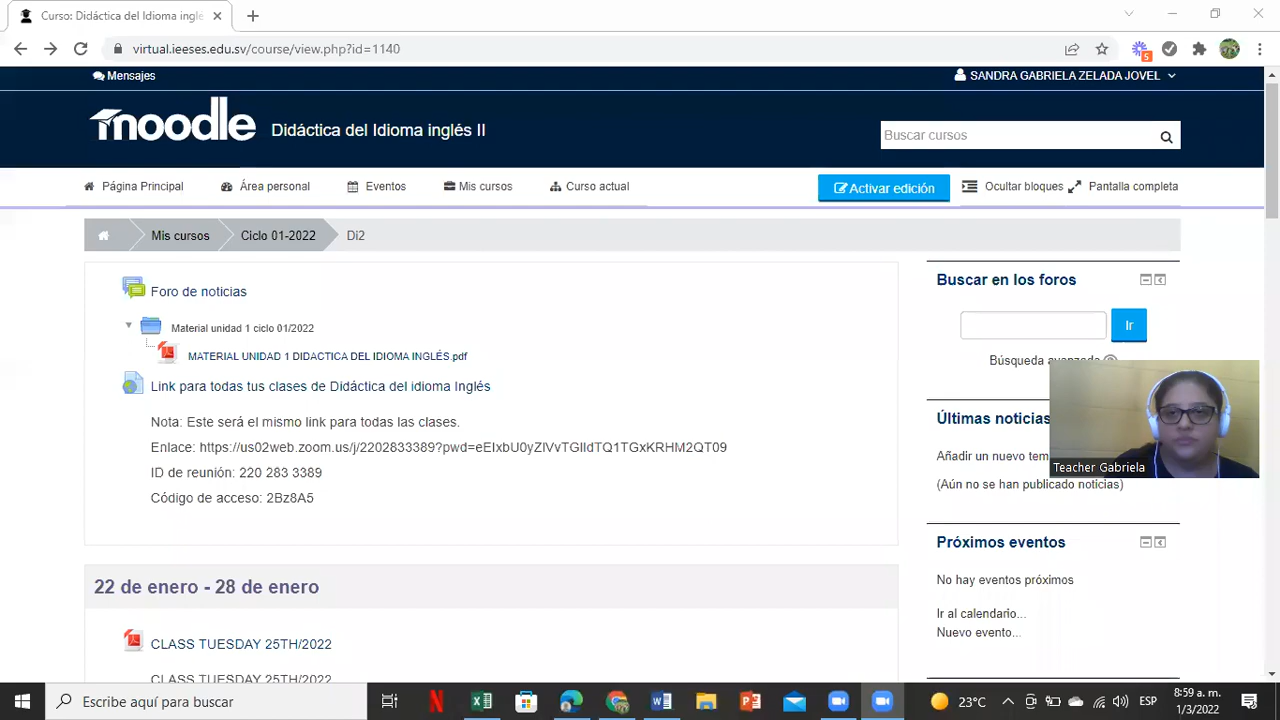 Curso: Didáctica del Idioma ingle
virtual.ieeses.edu.sv/course/view.php?id=1140
5
Mensajes
SANDRA GABRIELA ZELADA JOVEL
moodle
Didáctica del Idioma inglés II
Buscar cursos
Página Principal
Área personal
Eventos
Mis cursos
Curso actual
Activar edición
Ocultar bloques
Pantalla completa
Mis cursos
Ciclo 01-2022
Di2
Foro de noticias
Material unidad 1 ciclo 01/2022
MATERIAL UNIDAD 1 DIDACTICA DEL IDIOMA INGLÉS.pdf
Link para todas tus clases de Didáctica del idioma Inglés
Nota: Este será el mismo link para todas las clases.
Enlace: https://us02web.zoom.us/j/2202833389?pwd=eEIxbU0yZlVvTGlldTQ1TGxKRHM2QT09
ID de reunión: 220 283 3389
Código de acceso: 2Bz8A5
22 de enero - 28 de enero
CLASS TUESDAY 25TH/2022
CLASS TUESDAY 25TH/2022
Buscar en los foros
Ir
Búsqueda avanzada
Últimas noticias
Añadir un nuevo tem
(Aún no se han publicado noticias)
Teacher Gabriela
Próximos eventos
No hay eventos próximos
Ir al calendario...
Nuevo evento...
Escribe aquí para buscar
23°C
ESP
8:59 a. m.
1/3/2022